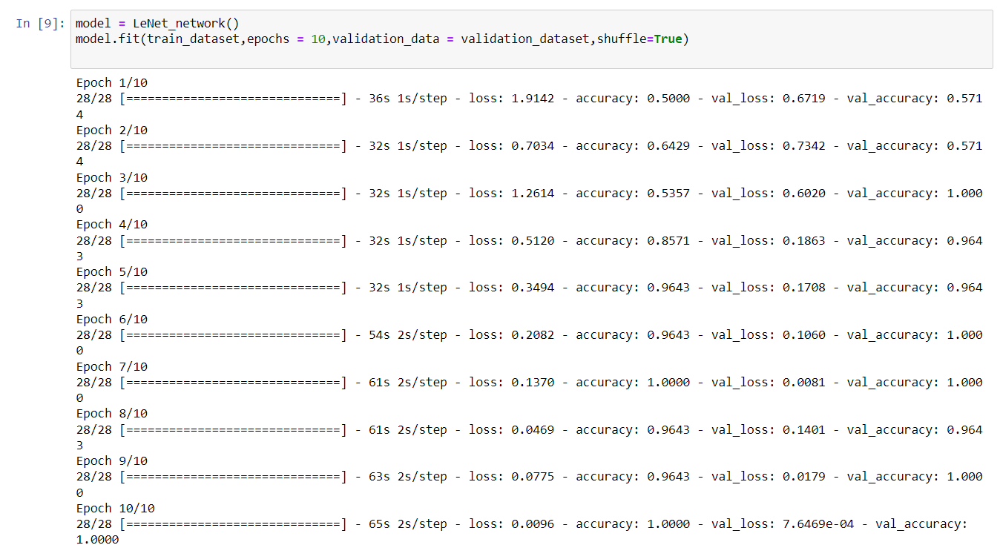 In [9]: model = LeNet_network()
model.fit(train_dataset,epochs = 10,validation_data = validation_dataset,shuffle=True)
Epoch 1/10
28/28 [==============================] - 36s 1s/step - loss: 1.9142 - accuracy: 0.5000 - val_loss: 0.6719 - val_accuracy: 0.571
4
Epoch 2/10
28/28 [==============================] - 32s 1s/step - loss: 0.7034 - accuracy: 0.6429 - val_loss: 0.7342 - val_accuracy: 0.571
4
Epoch 3/10
28/28 [==============================] - 32s 1s/step - loss: 1.2614 - accuracy: 0.5357 - val_loss: 0.6020 - val_accuracy: 1.000
0
Epoch 4/10
28/28 [==============================] - 32s 1s/step - loss: 0.5120 - accuracy: 0.8571 - val_loss: 0.1863 - val_accuracy: 0.964
3
Epoch 5/10
28/28 [==============================] - 32s 1s/step - loss: 0.3494 - accuracy: 0.9643 - val_loss: 0.1708 - val_accuracy: 0.964
3
Epoch 6/10
28/28 [==============================] - 54s 2s/step - loss: 0.2082 - accuracy: 0.9643 - val_loss: 0.1060 - val_accuracy: 1.000
0
Epoch 7/10
28/28 [==============================] - 61s 2s/step - loss: 0.1370 - accuracy: 1.0000 - val_loss: 0.0081 - val_accuracy: 1.000
0
Epoch 8/10
28/28 [==============================] - 61s 2s/step - loss: 0.0469 - accuracy: 0.9643 - val_loss: 0.1401 - val_accuracy: 0.964
3
Epoch 9/10
28/28 [==============================] - 63s 2s/step - loss: 0.0775 - accuracy: 0.9643 - val_loss: 0.0179 - val_accuracy: 1.000
0
Epoch 10/10
28/28 [==============================] - 65s 2s/step - loss: 0.0096 - accuracy: 1.0000 - val_loss: 7.6469e-04 - val_accuracy:
1.0000